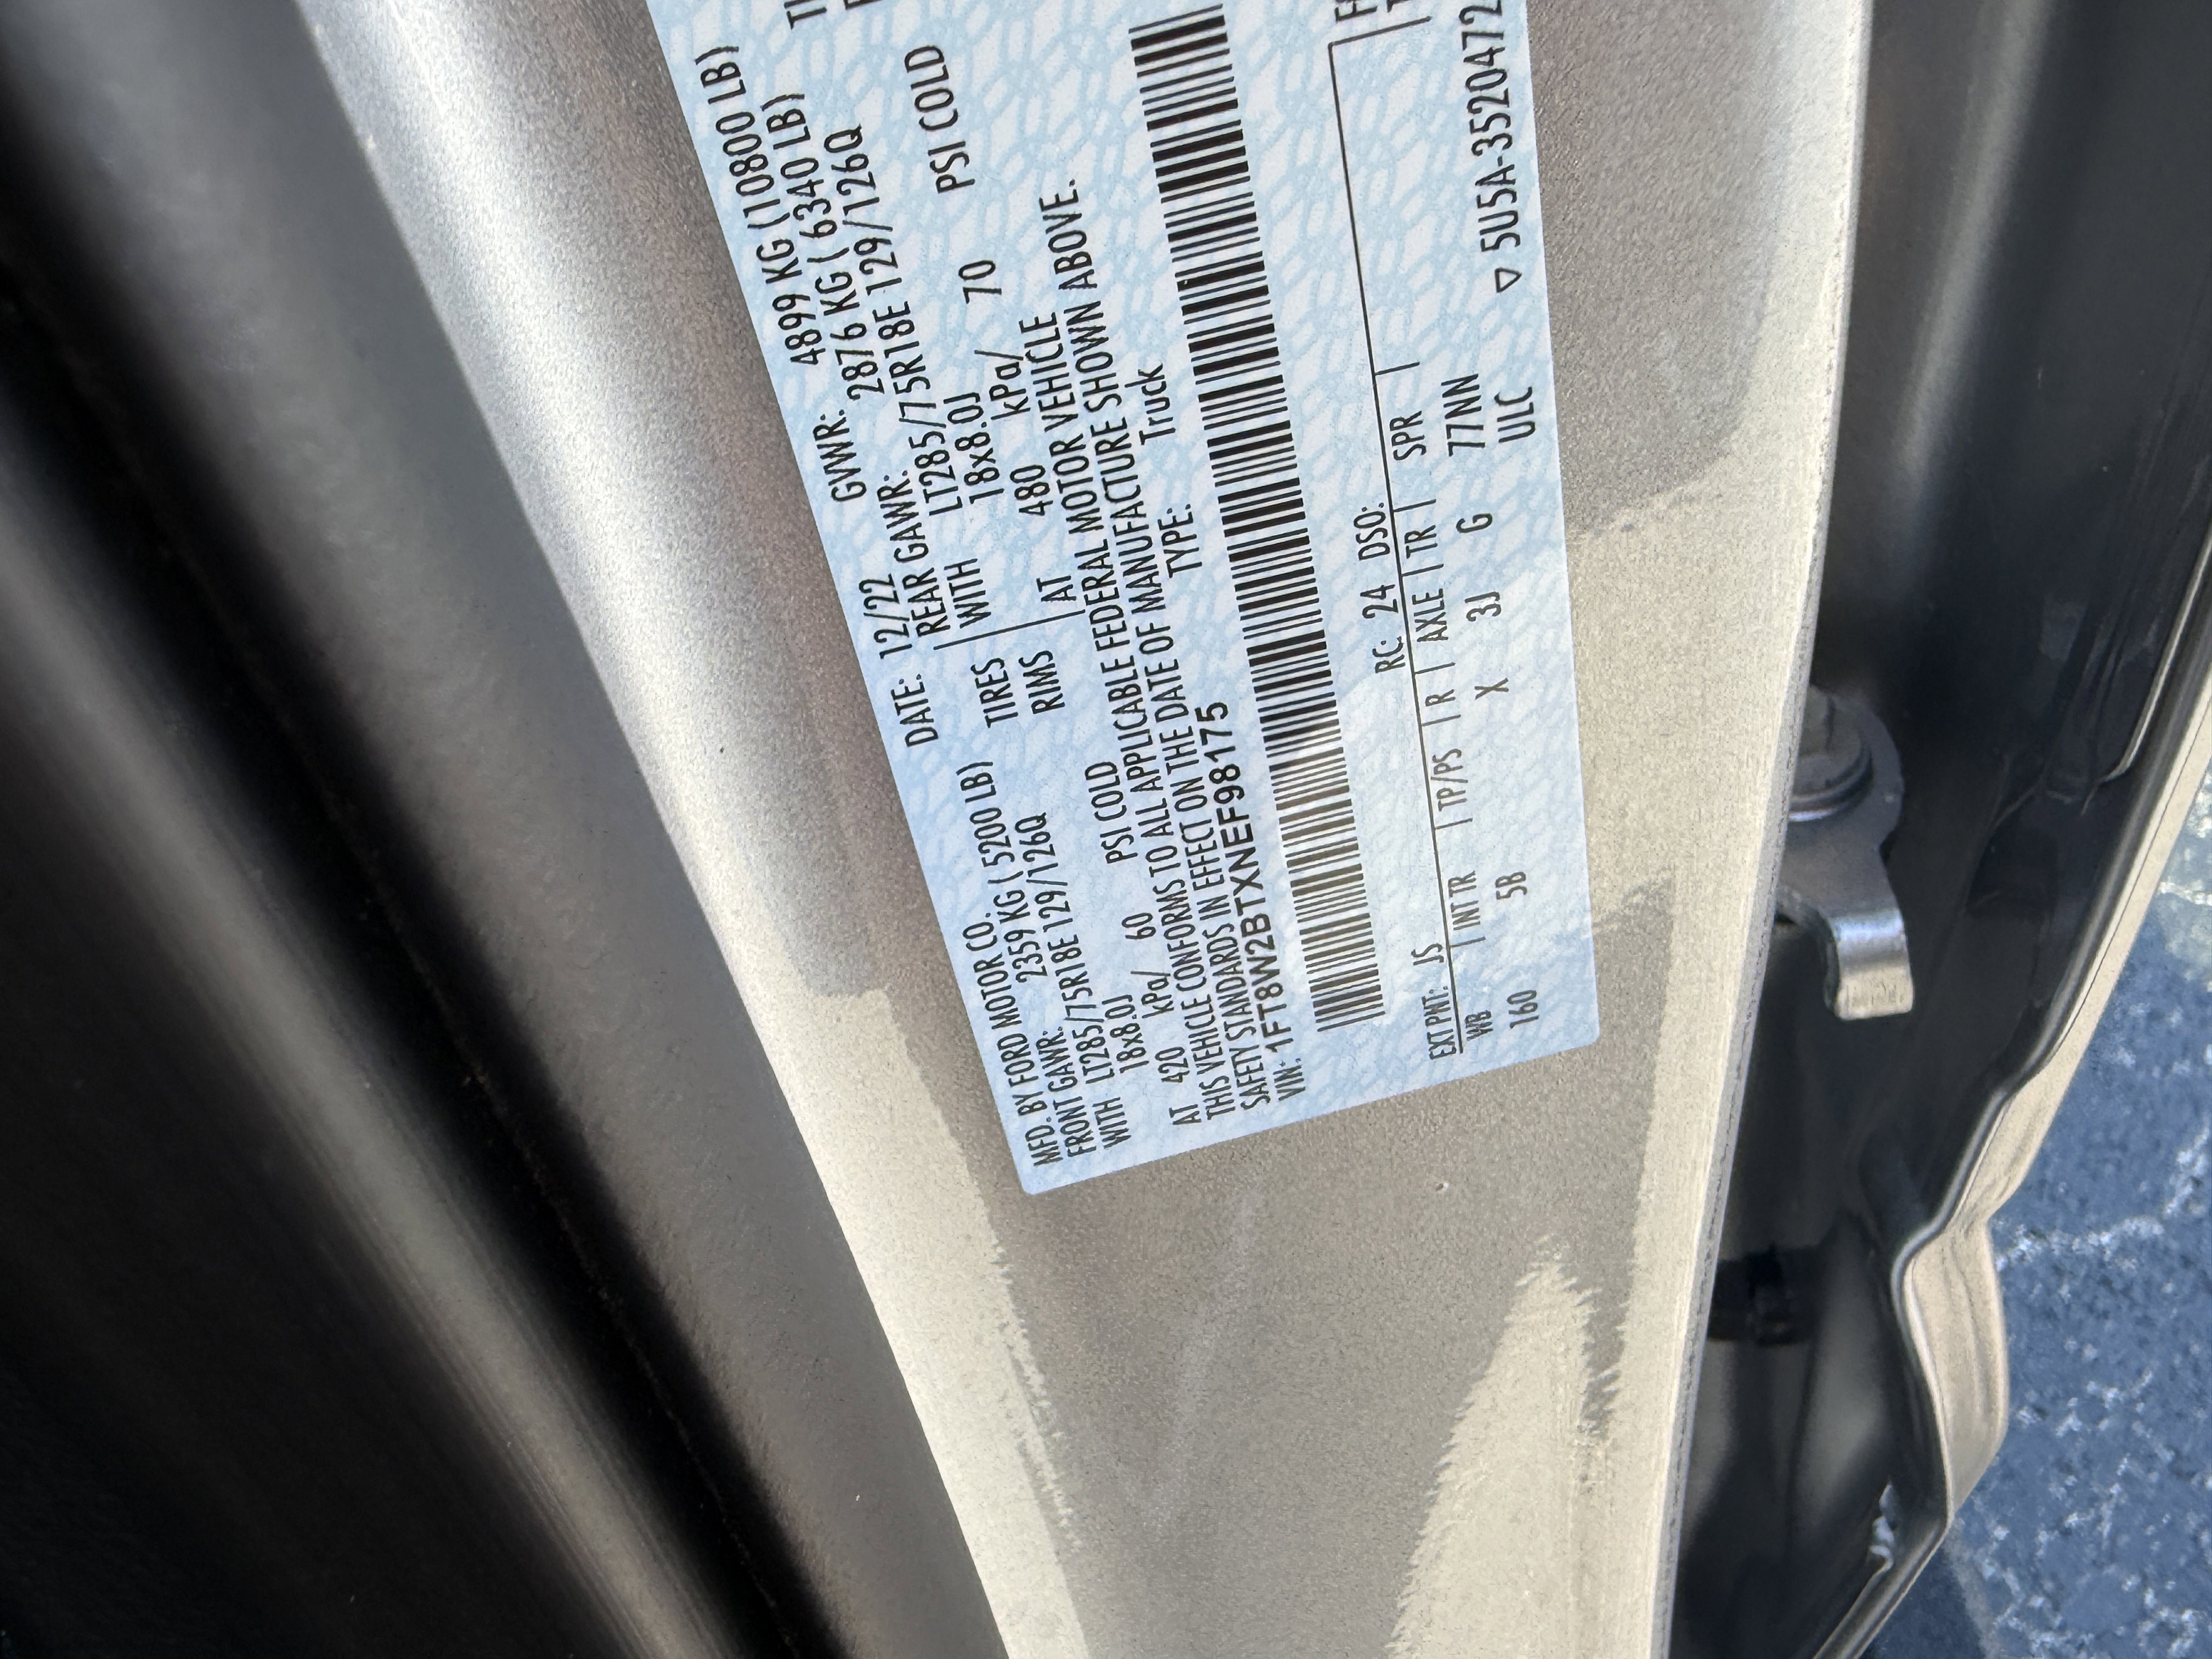 MFD. BY FORD MOTOR CO. DATE: 12/22 GVWR: 4899 KG (10800 LB)
FRONT GAWR: 2359 KG ( 5200 LB) REAR GAWR: 2876 KG ( 6340 LB)
WITH LT285/75R18E 129/126Q TIRES WITH LT285/75R18E 129/126Q
18x8.0J RIMS 18x8.0J
AT 420 kPa/ 60 PSI COLD AT 480 kPa/ 70 PSI COLD
THIS VEHICLE CONFORMS TO ALL APPLICABLE FEDERAL MOTOR VEHICLE
SAFETY STANDARDS IN EFFECT ON THE DATE OF MANUFACTURE SHOWN ABOVE.
VIN: 1FT8W2BTXNEF98175 TYPE: Truck
EXT PNT: JS RC: 24 DSO:
WB INT TR TP/PS R AXLE TR SPR
160 5B X 3J G 77NN
ULC ▽ 5U5A-3520472